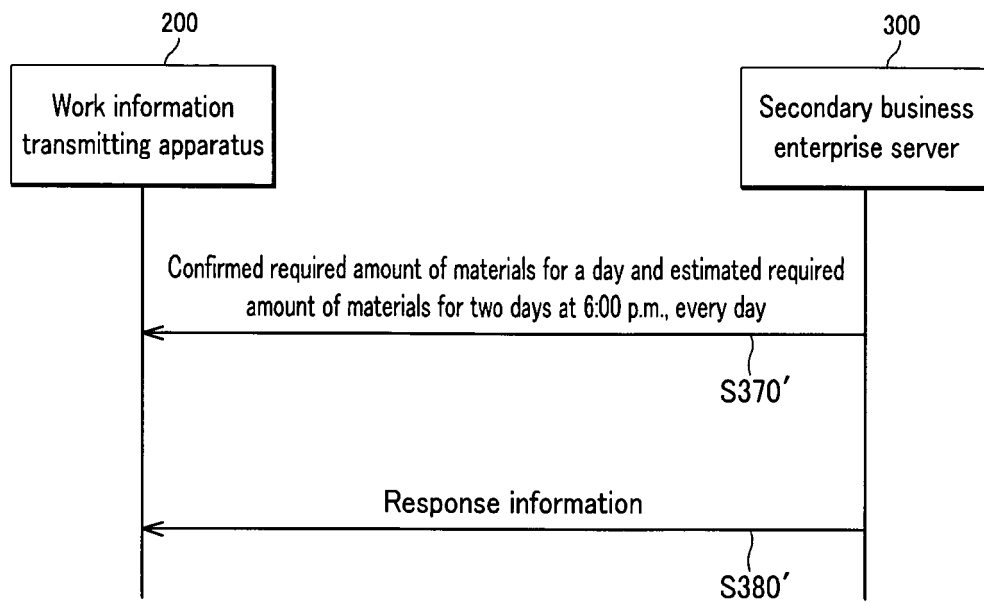 200
300
Work information
transmitting apparatus
Secondary business
enterprise server
Confirmed required amount of materials for a day and estimated required
amount of materials for two days at 6:00 p.m., every day
S370′
Response information
S380′